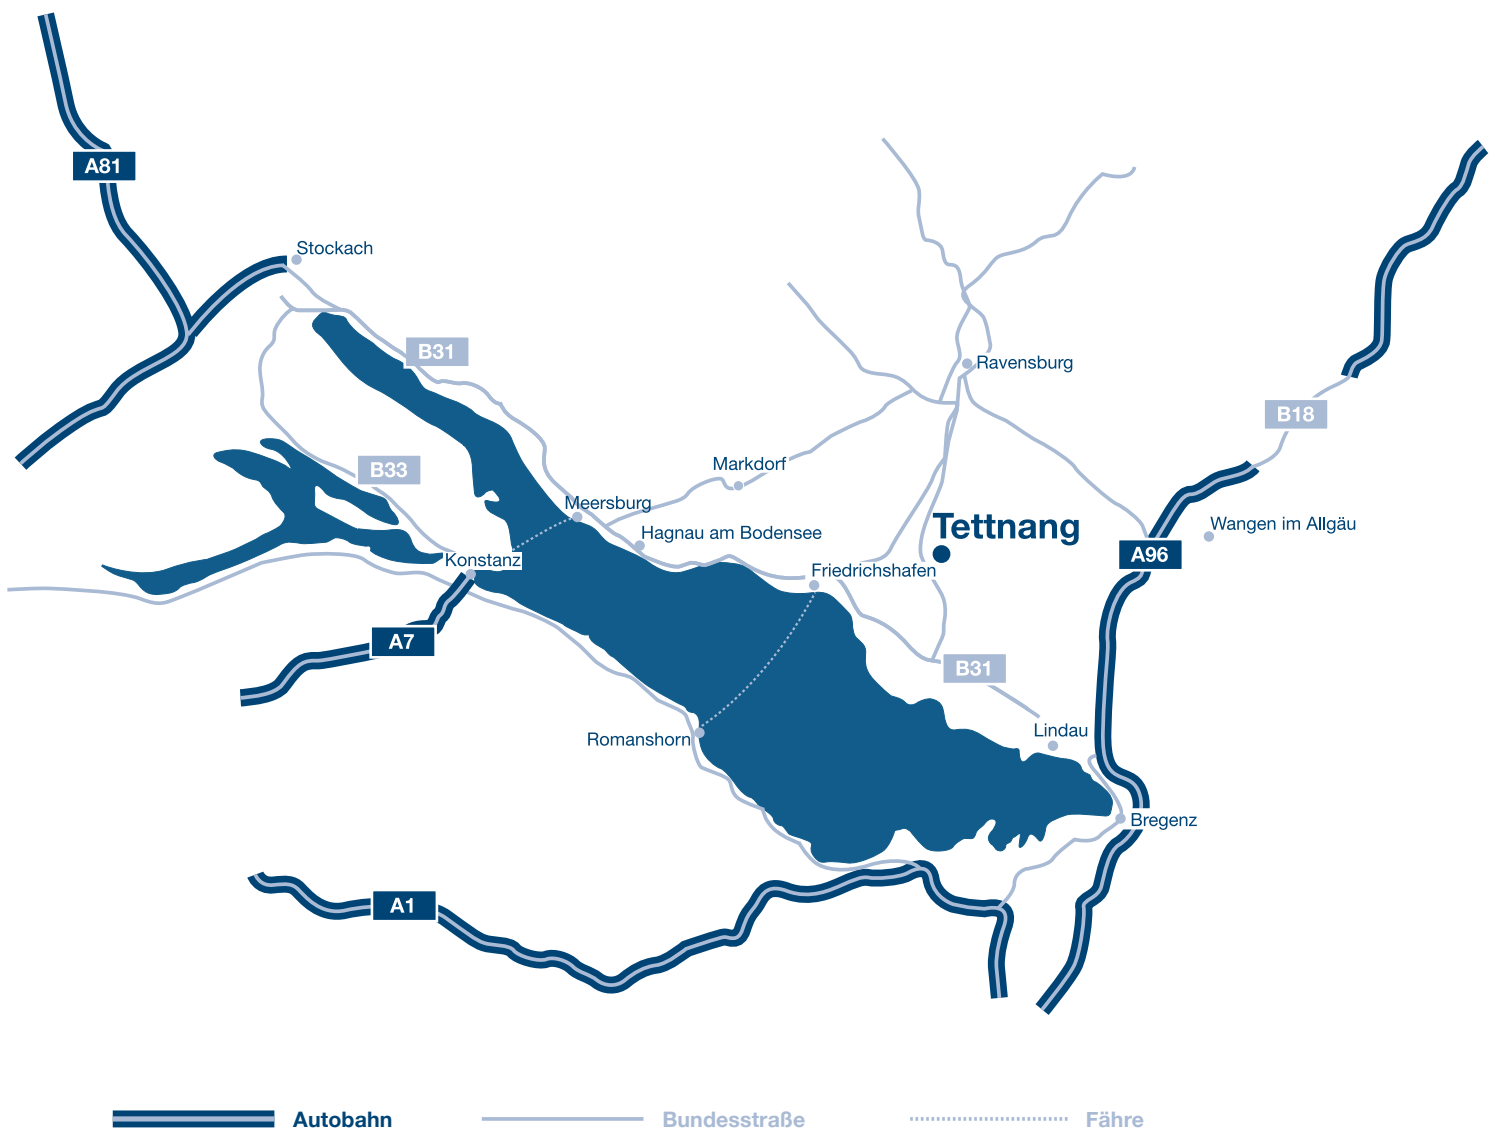 A81
Stockach
B31
Ravensburg
B18
B33
Markdorf
Meersburg
Hagnau am Bodensee
Tettnang
Wangen im Allgäu
A96
Konstanz
Friedrichshafen
A7
B31
Lindau
Romanshorn
Bregenz
A1
Autobahn
Bundesstraße
Fähre